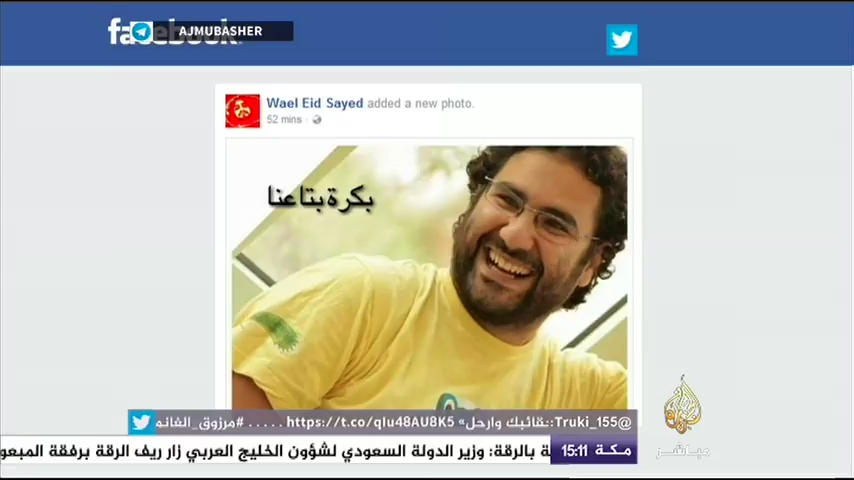 facebook.
AJMUBASHER
Wael Eid Sayed added a new photo.
52 mins
بكرة بتاعنا
@Truki_155::حقائبك وارحل» https://t.co/qIu48AU8K5 . . . . . #مرزوق_الغانم
مكة 15:11
ة بالرقة: وزير الدولة السعودي لشؤون الخليج العربي زار ريف الرقة برفقة المبعو
مباشر